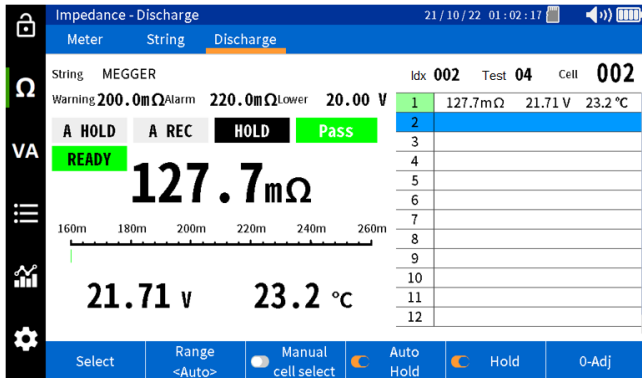 Impedance - Discharge 21/10/22 01:02:17
Meter String Discharge
String MEGGER
Idx 002 Test 04 Cell 002
Warning 200.0mΩ Alarm 220.0mΩ Lower 20.00 V
A HOLD A REC HOLD Pass
READY
127.7mΩ
160m 180m 200m 220m 240m 260m
21.71 V 23.2 °C
1 127.7mΩ 21.71 V 23.2 °C
2
3
4
5
6
7
8
9
10
11
12
Ω
VA
Select
Range
<Auto>
Manual
cell select
Auto
Hold
Hold
0-Adj